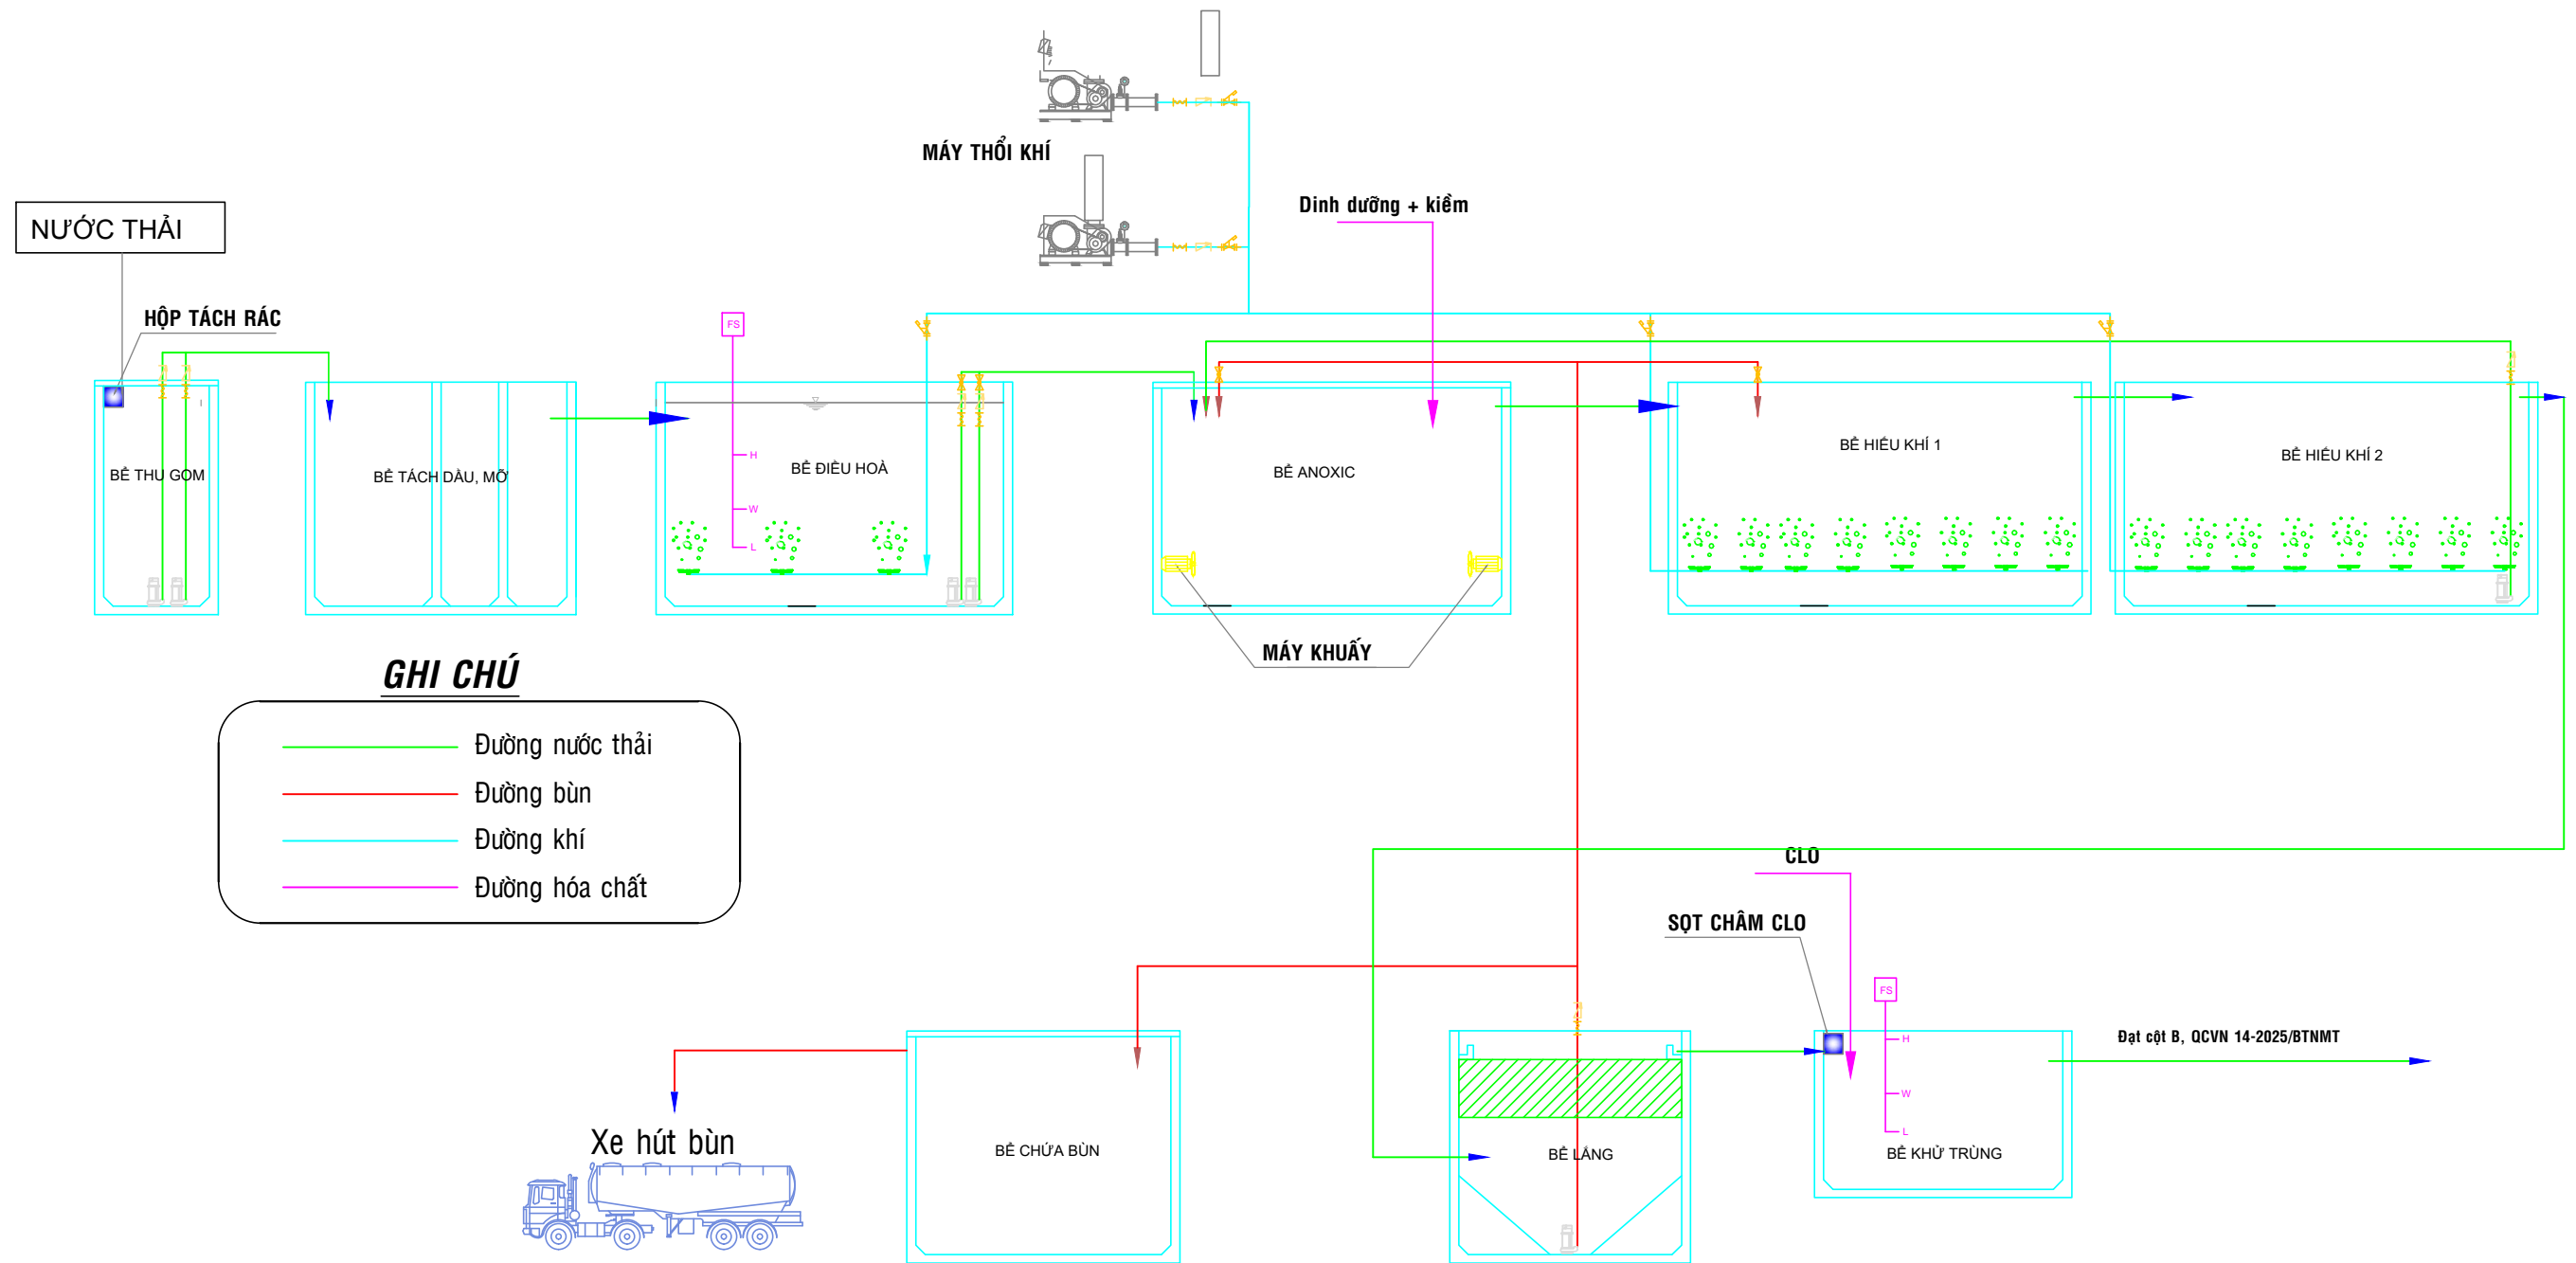 MÁY THỔI KHÍ
Dinh dưỡng + kiềm
NƯỚC THẢI
HỘP TÁCH RÁC
FS
H
W
L
BỂ THU GOM
BỂ TÁCH DẦU, MỠ
BỂ ĐIỀU HOÀ
BỂ ANOXIC
BỂ HIẾU KHÍ 1
BỂ HIẾU KHÍ 2
MÁY KHUẤY
GHI CHÚ
Đường nước thải
Đường bùn
Đường khí
Đường hóa chất
CLO
SỌT CHÂM CLO
FS
H
W
L
Đạt cột B, QCVN 14-2025/BTNMT
Xe hút bùn
BỂ CHỨA BÙN
BỂ LẮNG
BỂ KHỬ TRÙNG